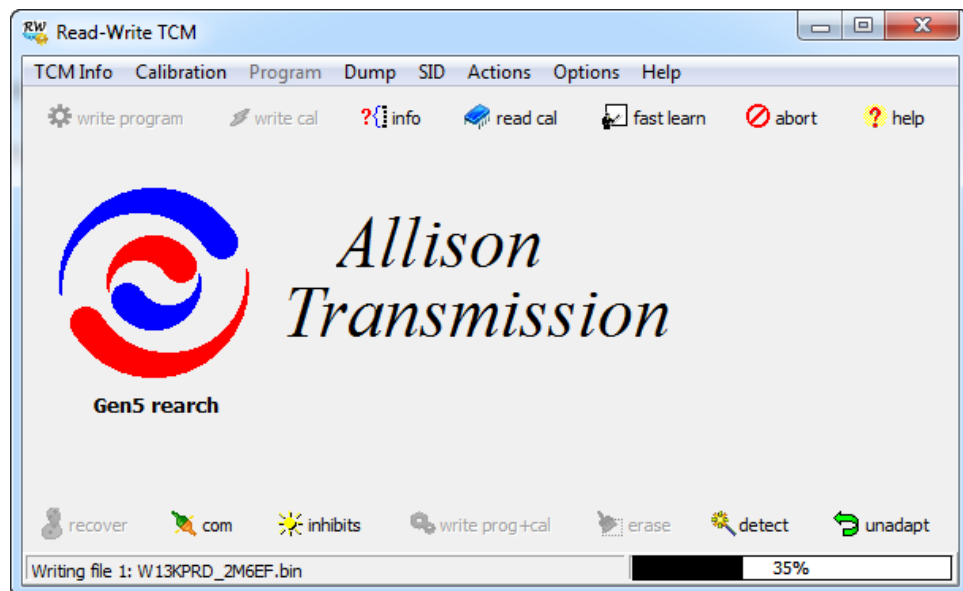 RW Read-Write TCM
TCM Info Calibration Program Dump SID Actions Options Help
write program write cal ?{ info read cal fast learn abort ? help
Allison
Transmission
Gen5 rearch
recover com inhibits write prog+cal erase detect unadapt
Writing file 1: W13KPRD_2M6EF.bin 35%